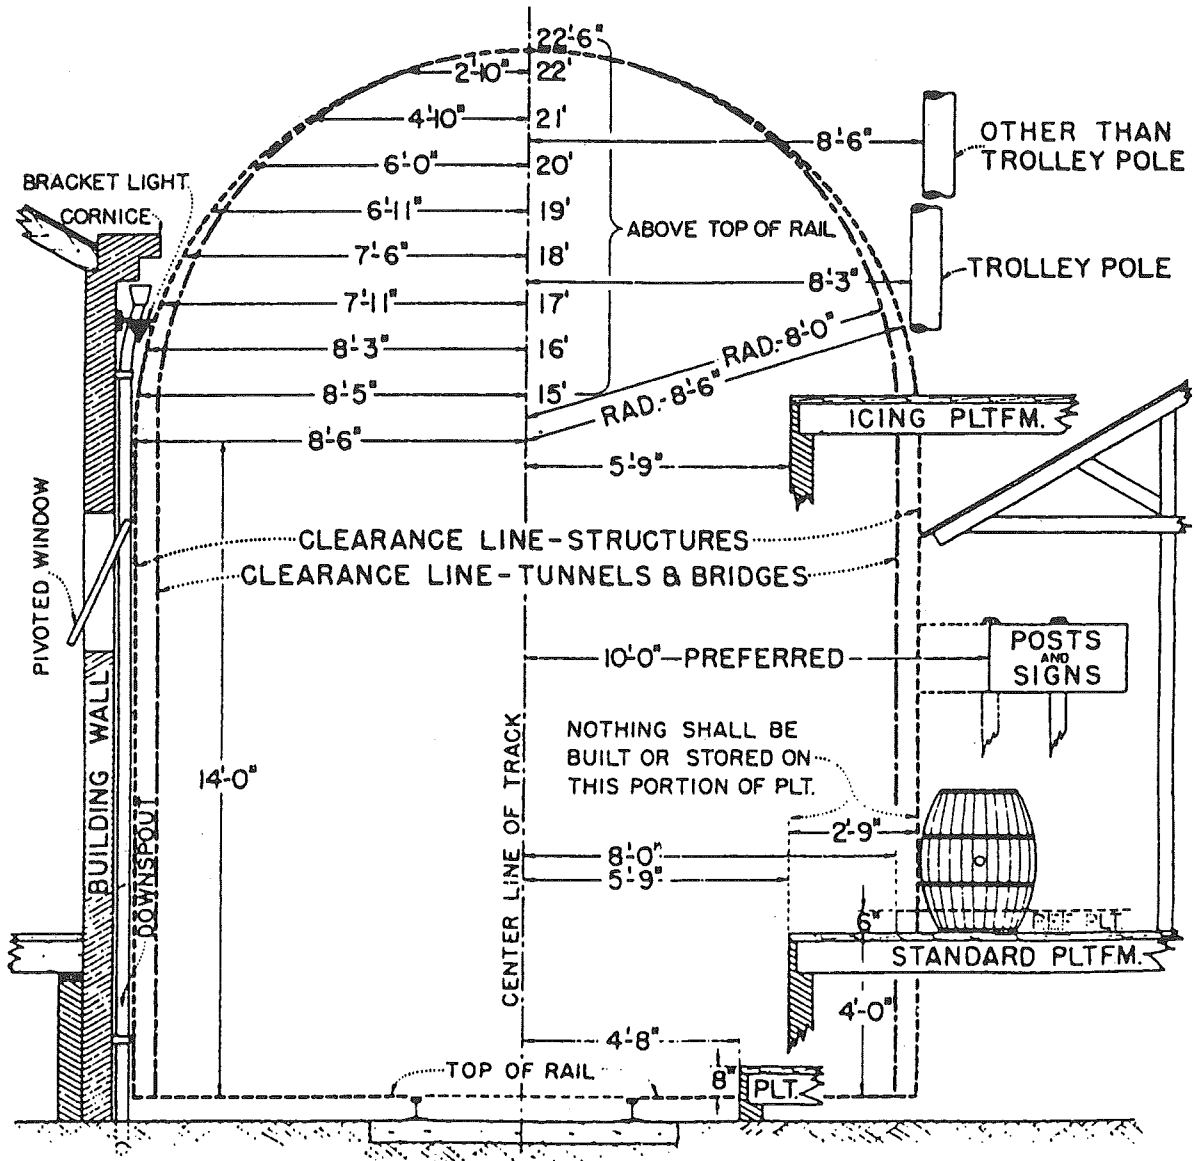 22'-6"
2'-10" 22'
4'-10" 21'
8'-6"
OTHER THAN
TROLLEY POLE
6'-0" 20'
BRACKET LIGHT
CORNICE
6'-11" 19'
ABOVE TOP OF RAIL
7'-6" 18'
8'-3"
TROLLEY POLE
7'-11" 17'
RAD.-8'-0"
8'-3" 16'
RAD.-8'-6"
8'-5" 15'
ICING PLTFM.
8'-6"
5'-9"
PIVOTED WINDOW
CLEARANCE LINE-STRUCTURES
CLEARANCE LINE-TUNNELS & BRIDGES
10'-0"-PREFERRED
POSTS
AND
SIGNS
BUILDING WALL
14'-0"
CENTER LINE OF TRACK
NOTHING SHALL BE
BUILT OR STORED ON
THIS PORTION OF PLT.
2'-9"
DOWNSPOUT
8'-0"
5'-9"
6"
PLT.
STANDARD PLTFM.
4'-0"
4'-8"
TOP OF RAIL
8"
PLT.